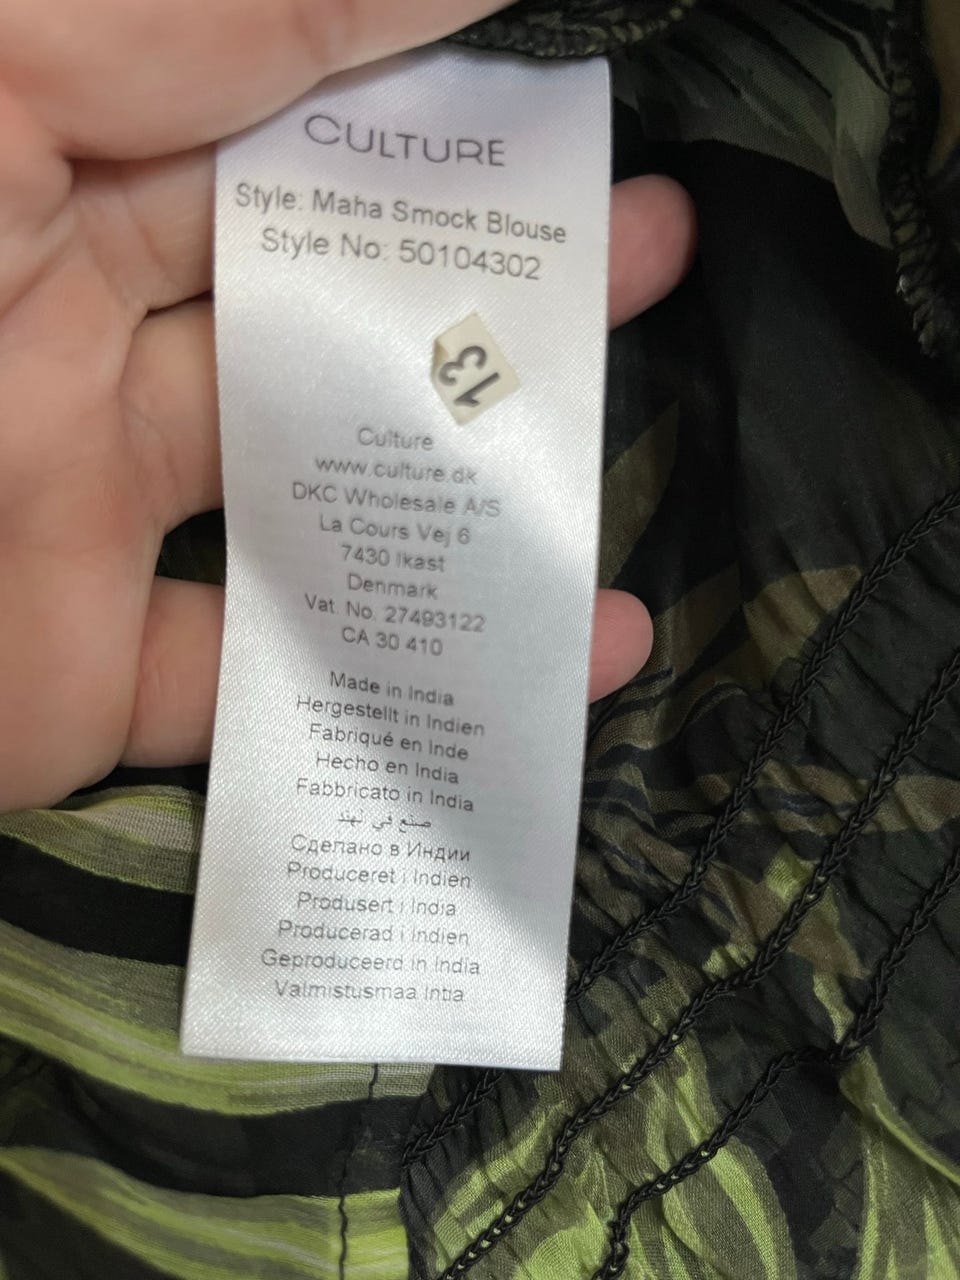 CULTURE
Style: Maha Smock Blouse
Style No: 50104302
13
Culture
www.culture.dk
DKC Wholesale A/S
La Cours Vej 6
7430 Ikast
Denmark
Vat. No. 27493122
CA 30 410
Made in India
Hergestellt in Indien
Fabriqué en Inde
Hecho en India
Fabbricato in India
صنع في نهند
Сделано в Индии
Produceret i Indien
Produsert i India
Producerad i Indien
Geproduceerd in India
Valmistusmaa Intia